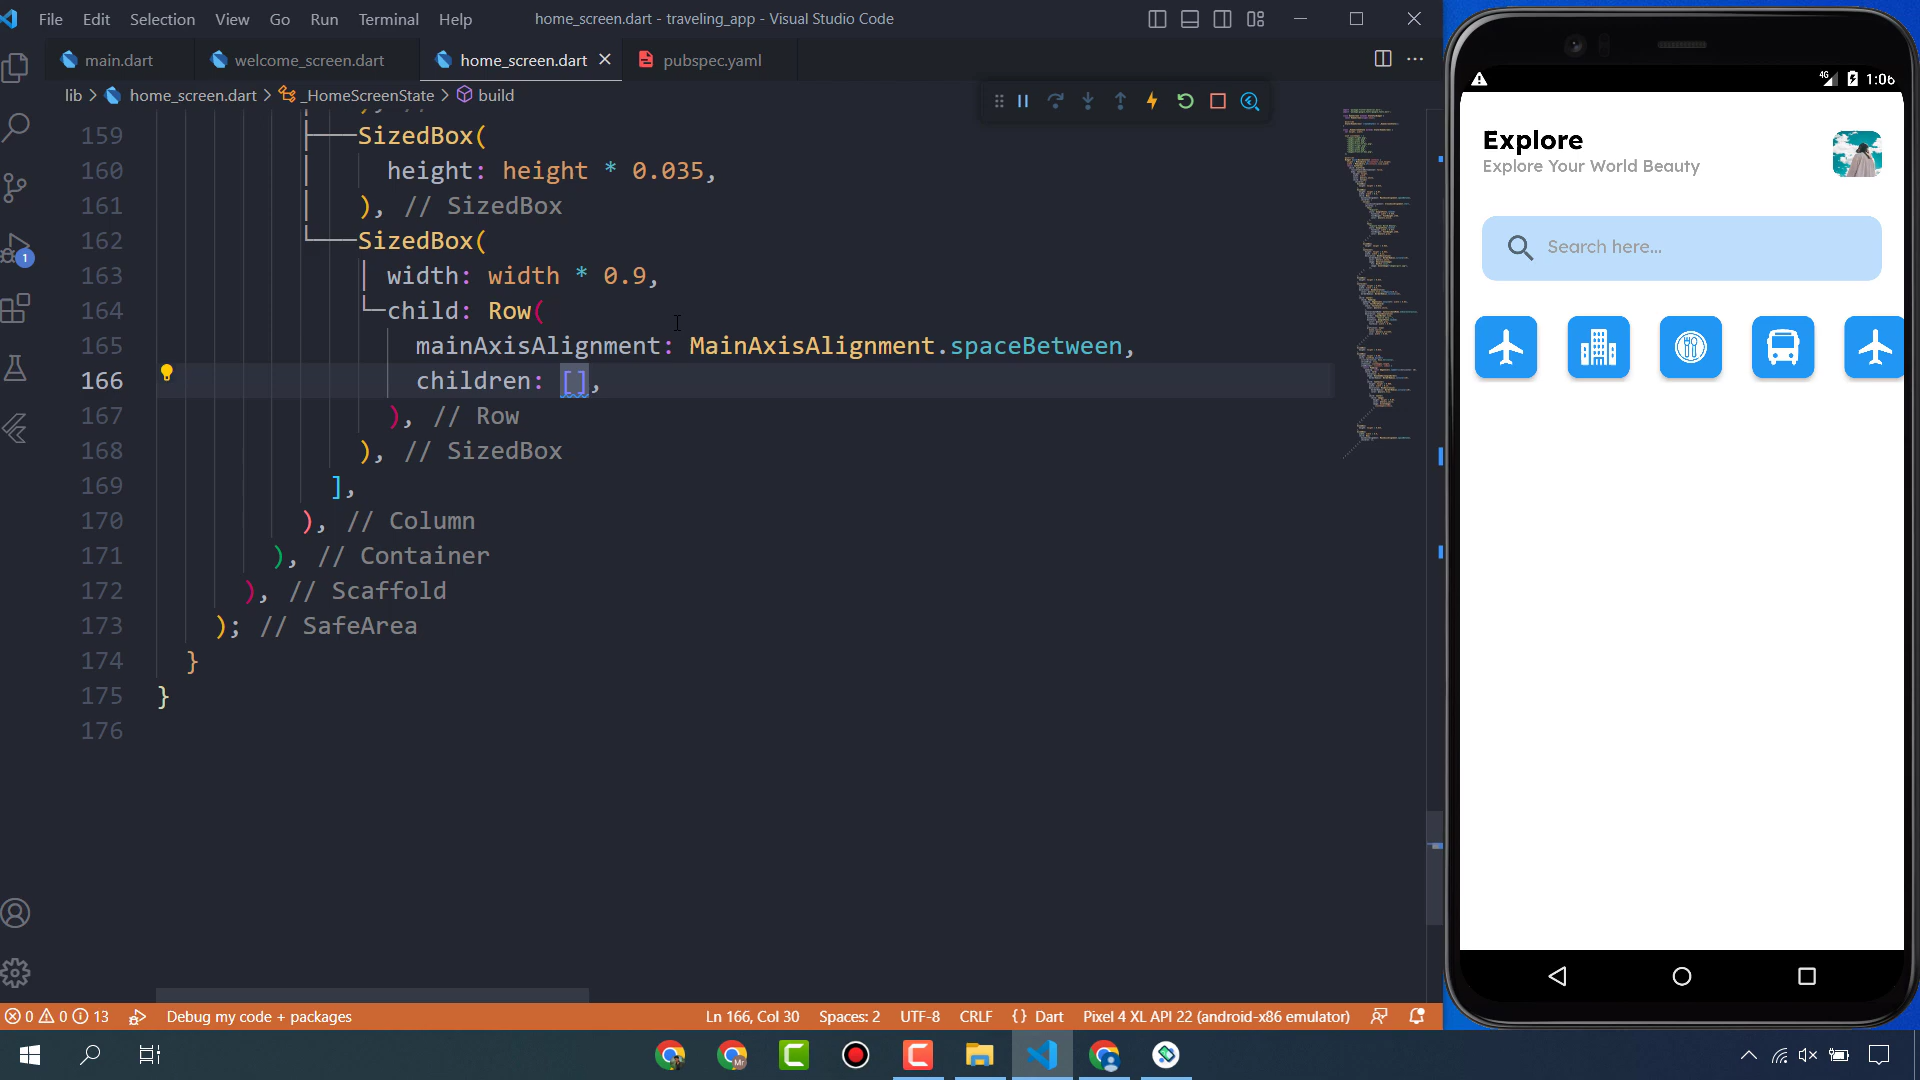 File Edit Selection View Go Run Terminal Help
home_screen.dart - traveling_app - Visual Studio Code
main.dart welcome_screen.dart home_screen.dart pubspec.yaml
lib > home_screen.dart > _HomeScreenState > build
159 SizedBox(
160 height: height * 0.035,
161 ), // SizedBox
162 SizedBox(
163 width: width * 0.9,
164 child: Row(
165 mainAxisAlignment: MainAxisAlignment.spaceBetween,
166 children: [],
167 ), // Row
168 ), // SizedBox
169 ],
170 ), // Column
171 ), // Container
172 ), // Scaffold
173 ); // SafeArea
174 }
175 }
176
1
0 0 13 Debug my code + packages Ln 166, Col 30 Spaces: 2 UTF-8 CRLF {} Dart Pixel 4 XL API 22 (android-x86 emulator)
4G 1:06
Explore
Explore Your World Beauty
Search here...